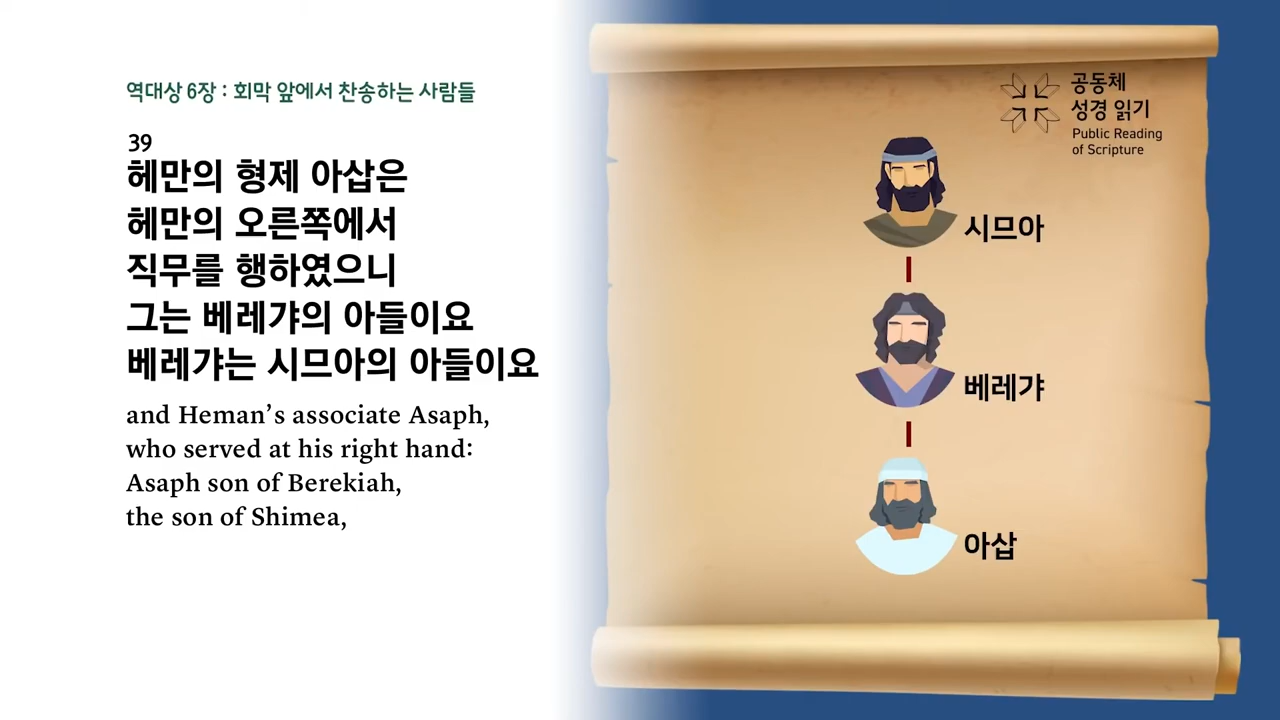 역대상 6장 : 회막 앞에서 찬송하는 사람들
39
헤만의 형제 아삽은
헤만의 오른쪽에서
직무를 행하였으니
그는 베레갸의 아들이요
베레갸는 시므아의 아들이요
and Heman’s associate Asaph,
who served at his right hand:
Asaph son of Berekiah,
the son of Shimea,
공동체
성경 읽기
Public Reading
of Scripture
시므아
베레갸
아삽